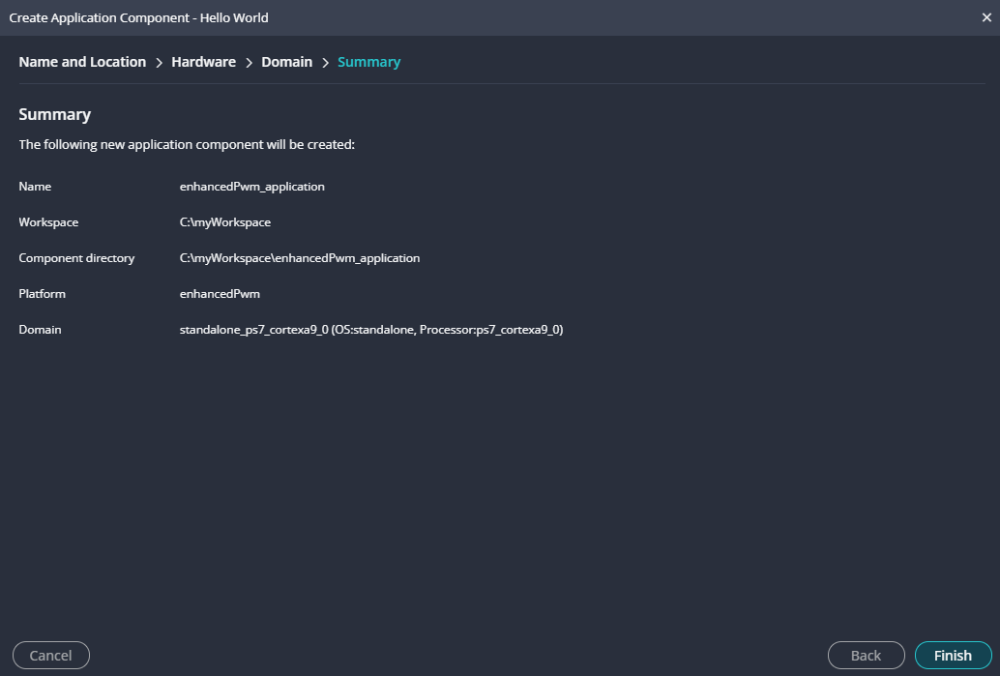 Create Application Component - Hello World
Name and Location > Hardware > Domain > Summary
Summary
The following new application component will be created:
Name enhancedPwm_application
Workspace C:\myWorkspace
Component directory C:\myWorkspace\enhancedPwm_application
Platform enhancedPwm
Domain standalone_ps7_cortexa9_0 (OS:standalone, Processor:ps7_cortexa9_0)
Cancel Back Finish